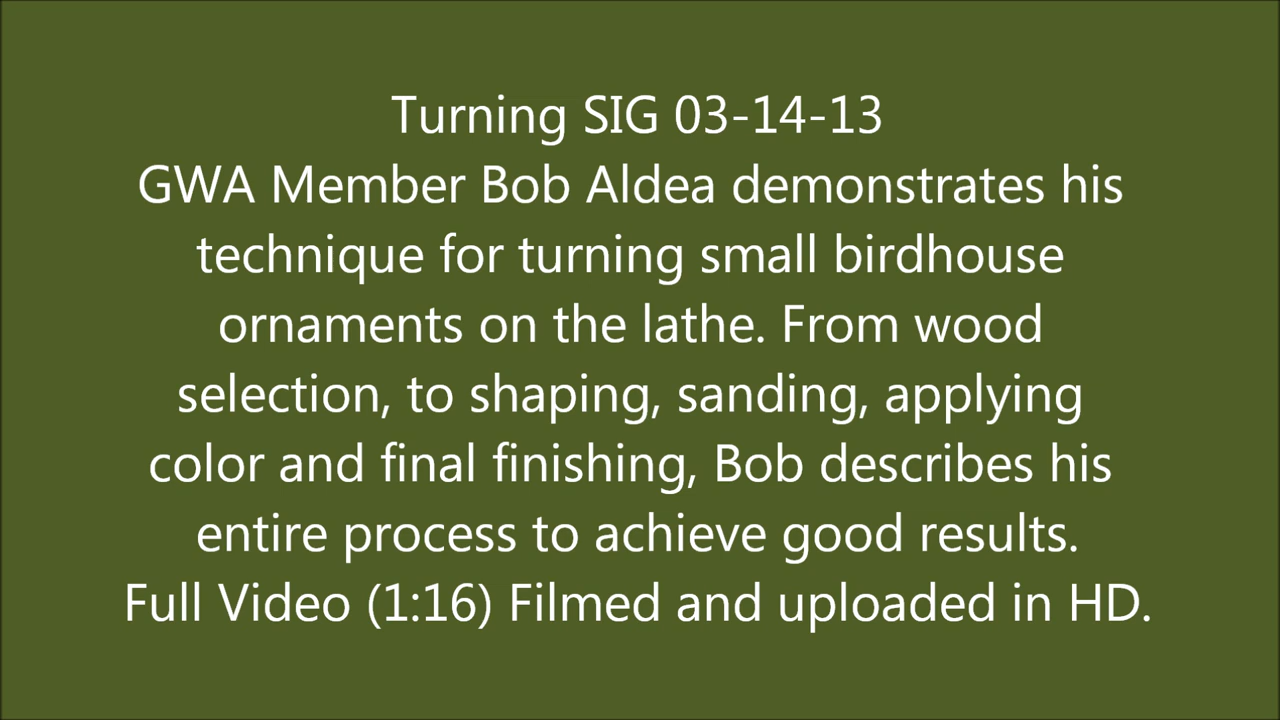 Turning SIG 03-14-13
GWA Member Bob Aldea demonstrates his
technique for turning small birdhouse
ornaments on the lathe. From wood
selection, to shaping, sanding, applying
color and final finishing, Bob describes his
entire process to achieve good results.
Full Video (1:16) Filmed and uploaded in HD.